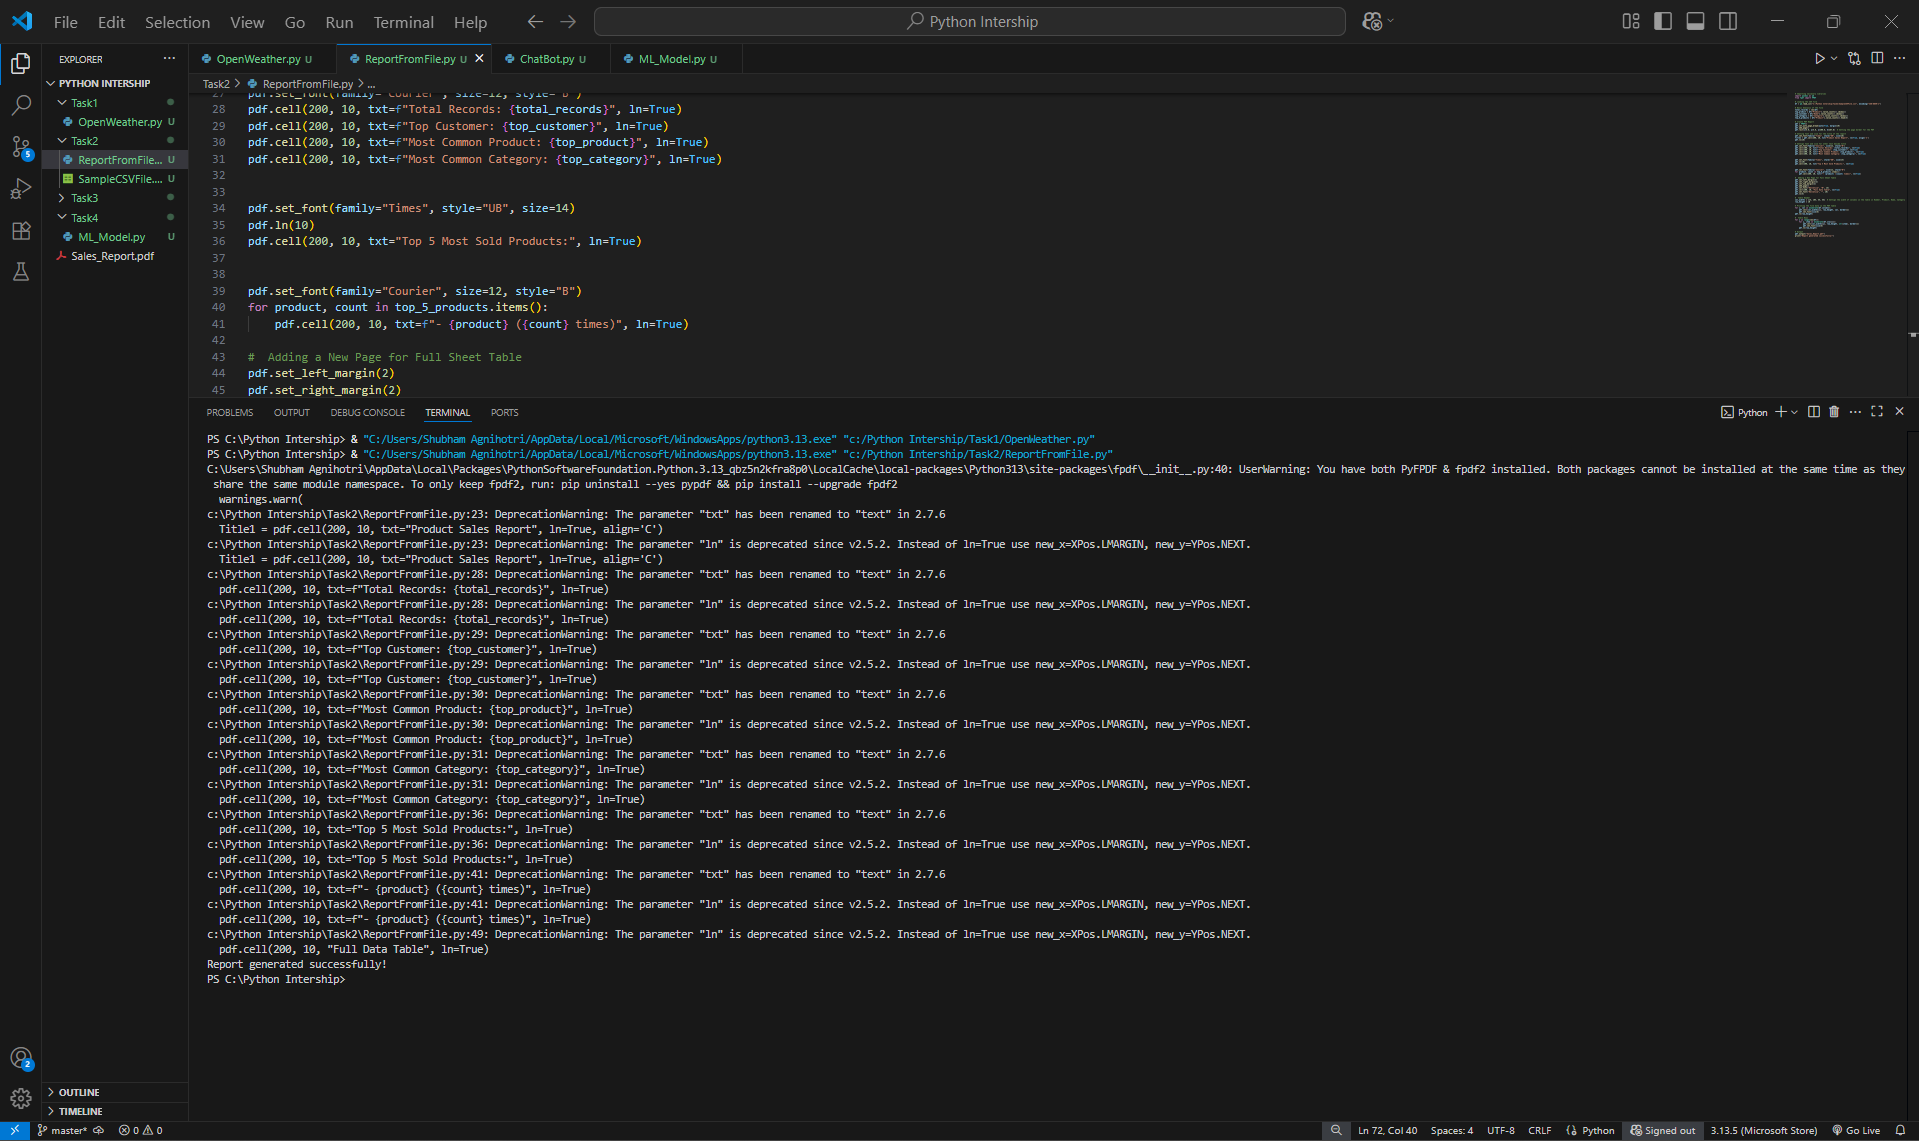 File Edit Selection View Go Run Terminal Help
Python Intership
EXPLORER
PYTHON INTERSHIP
Task1
OpenWeather.py U
Task2
ReportFromFile... U
SampleCSVFile.... U
Task3
Task4
ML_Model.py U
Sales_Report.pdf
OUTLINE
TIMELINE
OpenWeather.py U ReportFromFile.py U ChatBot.py U ML_Model.py U
Task2 > ReportFromFile.py > ...
27 pdf.set_font(family="Courier", size=12, style="B")
28 pdf.cell(200, 10, txt=f"Total Records: {total_records}", ln=True)
29 pdf.cell(200, 10, txt=f"Top Customer: {top_customer}", ln=True)
30 pdf.cell(200, 10, txt=f"Most Common Product: {top_product}", ln=True)
31 pdf.cell(200, 10, txt=f"Most Common Category: {top_category}", ln=True)
32
33
34 pdf.set_font(family="Times", style="UB", size=14)
35 pdf.ln(10)
36 pdf.cell(200, 10, txt="Top 5 Most Sold Products:", ln=True)
37
38
39 pdf.set_font(family="Courier", size=12, style="B")
40 for product, count in top_5_products.items():
41 pdf.cell(200, 10, txt=f"- {product} ({count} times)", ln=True)
42
43 #  Adding a New Page for Full Sheet Table
44 pdf.set_left_margin(2)
45 pdf.set_right_margin(2)
PROBLEMS OUTPUT DEBUG CONSOLE TERMINAL PORTS
Python
PS C:\Python Intership> & "C:/Users/Shubham Agnihotri/AppData/Local/Microsoft/WindowsApps/python3.13.exe" "c:/Python Intership/Task1/OpenWeather.py"
PS C:\Python Intership> & "C:/Users/Shubham Agnihotri/AppData/Local/Microsoft/WindowsApps/python3.13.exe" "c:/Python Intership/Task2/ReportFromFile.py"
C:\Users\Shubham Agnihotri\AppData\Local\Packages\PythonSoftwareFoundation.Python.3.13_qbz5n2kfra8p0\LocalCache\local-packages\Python313\site-packages\fpdf\__init__.py:40: UserWarning: You have both PyFPDF & fpdf2 installed. Both packages cannot be installed at the same time as they
share the same module namespace. To only keep fpdf2, run: pip uninstall --yes pypdf && pip install --upgrade fpdf2
warnings.warn(
c:\Python Intership\Task2\ReportFromFile.py:23: DeprecationWarning: The parameter "txt" has been renamed to "text" in 2.7.6
Title1 = pdf.cell(200, 10, txt="Product Sales Report", ln=True, align='C')
c:\Python Intership\Task2\ReportFromFile.py:23: DeprecationWarning: The parameter "ln" is deprecated since v2.5.2. Instead of ln=True use new_x=XPos.LMARGIN, new_y=YPos.NEXT.
Title1 = pdf.cell(200, 10, txt="Product Sales Report", ln=True, align='C')
c:\Python Intership\Task2\ReportFromFile.py:28: DeprecationWarning: The parameter "txt" has been renamed to "text" in 2.7.6
pdf.cell(200, 10, txt=f"Total Records: {total_records}", ln=True)
c:\Python Intership\Task2\ReportFromFile.py:28: DeprecationWarning: The parameter "ln" is deprecated since v2.5.2. Instead of ln=True use new_x=XPos.LMARGIN, new_y=YPos.NEXT.
pdf.cell(200, 10, txt=f"Total Records: {total_records}", ln=True)
c:\Python Intership\Task2\ReportFromFile.py:29: DeprecationWarning: The parameter "txt" has been renamed to "text" in 2.7.6
pdf.cell(200, 10, txt=f"Top Customer: {top_customer}", ln=True)
c:\Python Intership\Task2\ReportFromFile.py:29: DeprecationWarning: The parameter "ln" is deprecated since v2.5.2. Instead of ln=True use new_x=XPos.LMARGIN, new_y=YPos.NEXT.
pdf.cell(200, 10, txt=f"Top Customer: {top_customer}", ln=True)
c:\Python Intership\Task2\ReportFromFile.py:30: DeprecationWarning: The parameter "txt" has been renamed to "text" in 2.7.6
pdf.cell(200, 10, txt=f"Most Common Product: {top_product}", ln=True)
c:\Python Intership\Task2\ReportFromFile.py:30: DeprecationWarning: The parameter "ln" is deprecated since v2.5.2. Instead of ln=True use new_x=XPos.LMARGIN, new_y=YPos.NEXT.
pdf.cell(200, 10, txt=f"Most Common Product: {top_product}", ln=True)
c:\Python Intership\Task2\ReportFromFile.py:31: DeprecationWarning: The parameter "txt" has been renamed to "text" in 2.7.6
pdf.cell(200, 10, txt=f"Most Common Category: {top_category}", ln=True)
c:\Python Intership\Task2\ReportFromFile.py:31: DeprecationWarning: The parameter "ln" is deprecated since v2.5.2. Instead of ln=True use new_x=XPos.LMARGIN, new_y=YPos.NEXT.
pdf.cell(200, 10, txt=f"Most Common Category: {top_category}", ln=True)
c:\Python Intership\Task2\ReportFromFile.py:36: DeprecationWarning: The parameter "txt" has been renamed to "text" in 2.7.6
pdf.cell(200, 10, txt="Top 5 Most Sold Products:", ln=True)
c:\Python Intership\Task2\ReportFromFile.py:36: DeprecationWarning: The parameter "ln" is deprecated since v2.5.2. Instead of ln=True use new_x=XPos.LMARGIN, new_y=YPos.NEXT.
pdf.cell(200, 10, txt="Top 5 Most Sold Products:", ln=True)
c:\Python Intership\Task2\ReportFromFile.py:41: DeprecationWarning: The parameter "txt" has been renamed to "text" in 2.7.6
pdf.cell(200, 10, txt=f"- {product} ({count} times)", ln=True)
c:\Python Intership\Task2\ReportFromFile.py:41: DeprecationWarning: The parameter "ln" is deprecated since v2.5.2. Instead of ln=True use new_x=XPos.LMARGIN, new_y=YPos.NEXT.
pdf.cell(200, 10, txt=f"- {product} ({count} times)", ln=True)
c:\Python Intership\Task2\ReportFromFile.py:49: DeprecationWarning: The parameter "ln" is deprecated since v2.5.2. Instead of ln=True use new_x=XPos.LMARGIN, new_y=YPos.NEXT.
pdf.cell(200, 10, "Full Data Table", ln=True)
Report generated successfully!
PS C:\Python Intership>
5
2
master* 0 0 Ln 72, Col 40 Spaces: 4 UTF-8 CRLF Python Signed out 3.13.5 (Microsoft Store) Go Live